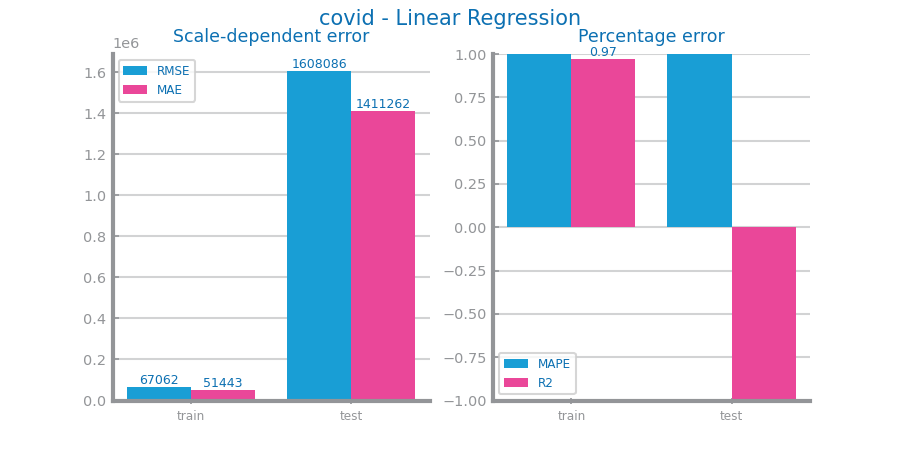 covid - Linear Regression
Scale-dependent error
1e6
RMSE
MAE
1608086
1411262
67062
51443
1.6
1.4
1.2
1.0
0.8
0.6
0.4
0.2
0.0
train
test
Percentage error
0.97
1.00
0.75
0.50
0.25
0.00
−0.25
−0.50
−0.75
−1.00
MAPE
R2
train
test